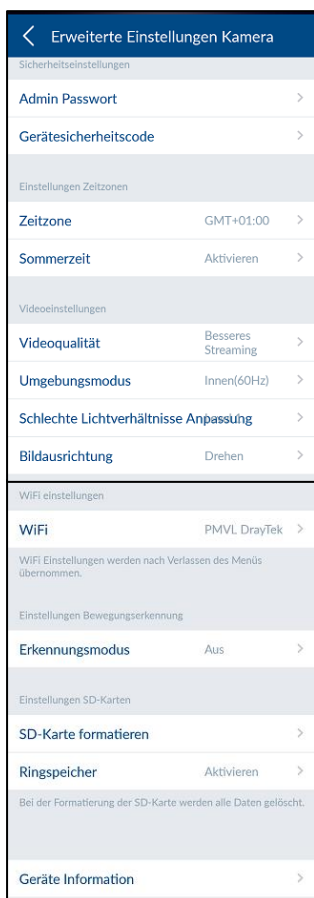 Erweiterte Einstellungen Kamera
Sicherheitseinstellungen
Admin Passwort
Gerätesicherheitscode
Einstellungen Zeitzonen
Zeitzone GMT+01:00
Sommerzeit Aktivieren
Videoeinstellungen
Videoqualität Besseres
Streaming
Umgebungsmodus Innen(60Hz)
Schlechte Lichtverhältnisse Anpassung
Bildausrichtung Drehen
WiFi einstellungen
WiFi PMVL DrayTek
WiFi Einstellungen werden nach Verlassen des Menüs
übernommen.
Einstellungen Bewegungserkennung
Erkennungsmodus Aus
Einstellungen SD-Karten
SD-Karte formatieren
Ringspeicher Aktivieren
Bei der Formatierung der SD-Karte werden alle Daten gelöscht.
Geräte Information